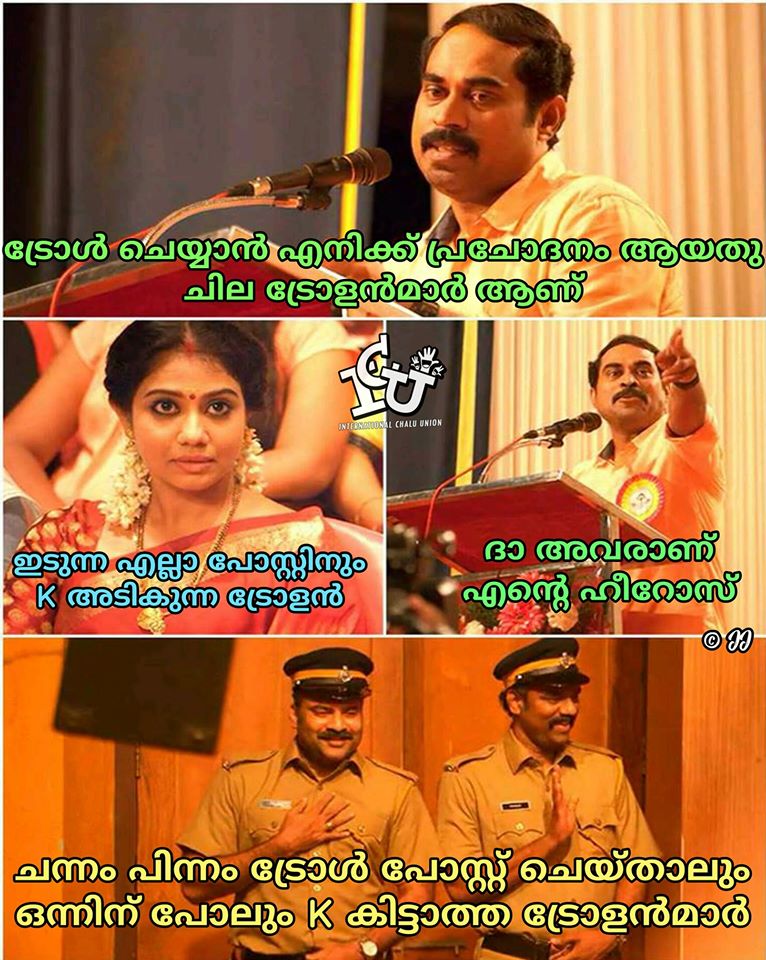 ട്രോൾ ചെയ്യാൻ എനിക്ക് പ്രചോദനം ആയതു
ചില ട്രോളൻമാർ ആണ്
ICU
INTERNATIONAL CHALU UNION
ഇടുന്ന എല്ലാ പോസ്റ്റിനും
K അടികുന്ന ട്രോളൻ
ദാ അവരാണ്
എന്റെ ഹീറോസ്
© JJ
ചന്നം പിന്നം ട്രോൾ പോസ്റ്റ് ചെയ്താലും
ഒന്നിന് പോലും K കിട്ടാത്ത ട്രോളൻമാർ